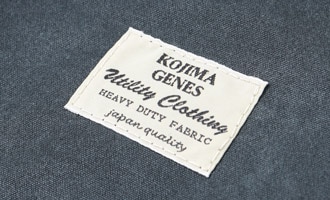 KOJIMA
GENES
Utility Clothing
HEAVY DUTY FABRIC
japan quality